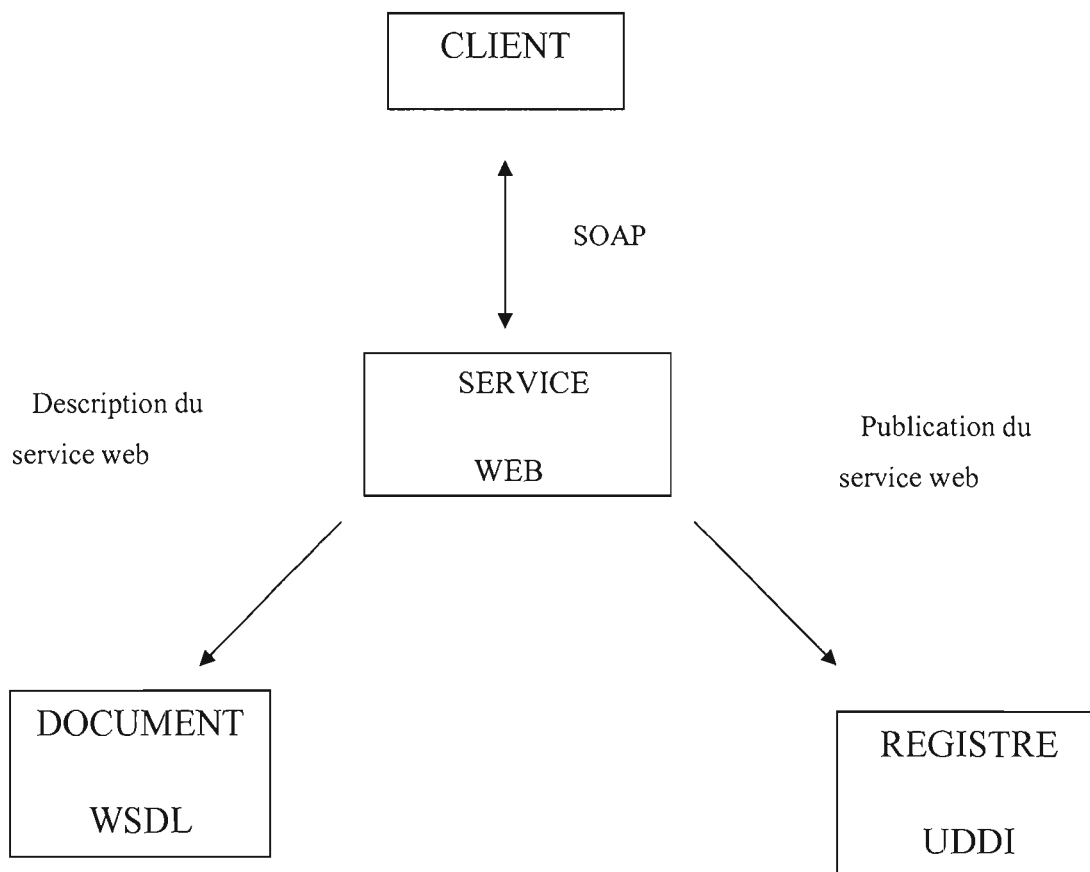 CLIENT
SOAP
SERVICE
WEB
Description du
service web
Publication du
service web
DOCUMENT
WSDL
REGISTRE
UDDI